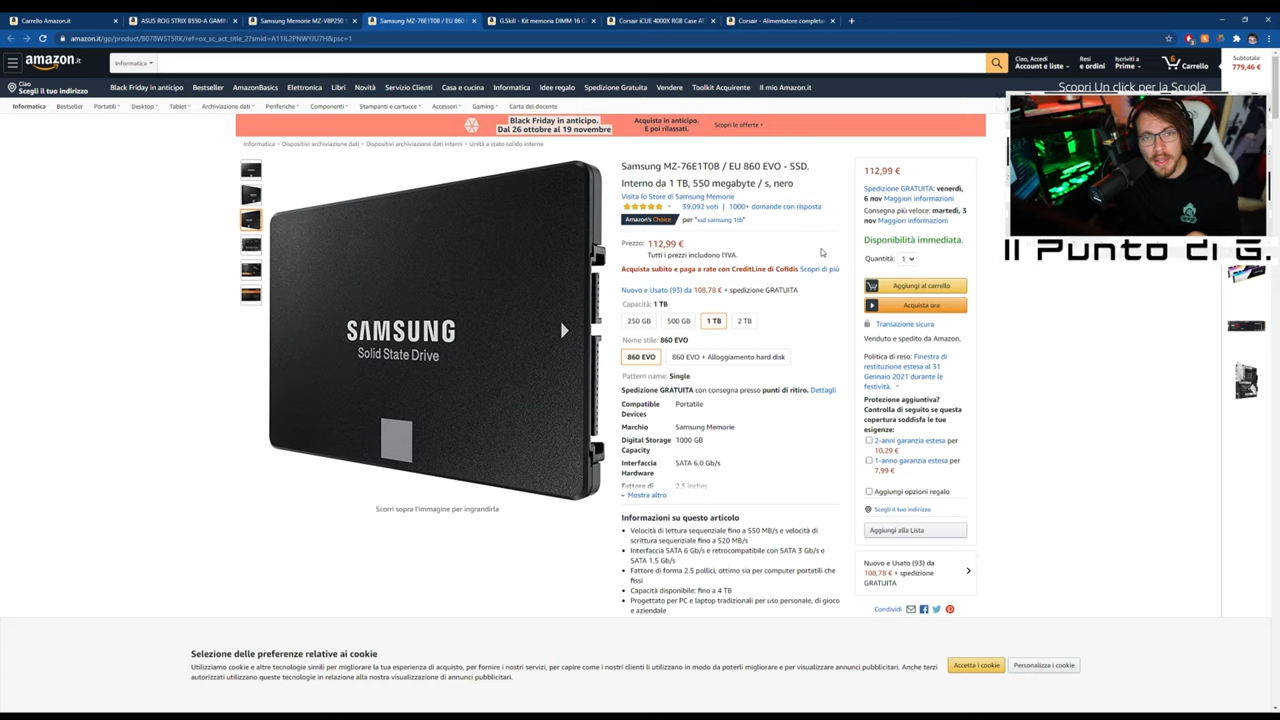 Carrello Amazon.it
ASUS ROG STRIX B550-A GAMIN
Samsung Memorie MZ-V8P250
Samsung MZ-76E1T0B / EU 860
G.Skill - Kit memoria DIMM 16 G
Corsair iCUE 4000X RGB Case AT
Corsair - Alimentatore complet
amazon.it/gp/product/B078WST5RK/ref=ox_sc_act_title_2?smid=A11IL2PNWYJU7H&psc=1
amazon.it
Informatica
Ciao, Accedi
Account e liste
Resi
e ordini
Iscriviti a
Prime
6
Carrello
Subtotale
779,46 €
Ciao
Scegli il tuo indirizzo
Black Friday in anticipo
Bestseller
AmazonBasics
Elettronica
Libri
Novità
Servizio Clienti
Casa e cucina
Informatica
Idee regalo
Spedizione Gratuita
Vendere
Toolkit Acquirente
Il mio Amazon.it
Scopri Un click per la Scuola
Informatica
Bestseller
Portatili
Desktop
Tablet
Archiviazione dati
Periferiche
Componenti
Stampanti e cartucce
Accessori
Gaming
Carta del docente
Black Friday in anticipo.
Dal 26 ottobre al 19 novembre
Acquista in anticipo.
E poi rilassati.
Scopri le offerte ›
Informatica › Dispositivi archiviazione dati › Dispositivi archiviazione dati interni › Unità a stato solido interne
SAMSUNG
Solid State Drive
Scorri sopra l'immagine per ingrandirla
Samsung MZ-76E1T0B / EU 860 EVO - SSD.
Interno da 1 TB, 550 megabyte / s, nero
Visita lo Store di Samsung Memorie
39.092 voti | 1000+ domande con risposta
Amazon's Choice per "ssd samsung 1tb"
Prezzo: 112,99 €
Tutti i prezzi includono l'IVA.
Acquista subito e paga a rate con CreditLine di Cofidis Scopri di più
Nuovo e Usato (93) da 108,78 € + spedizione GRATUITA
Capacità: 1 TB
250 GB
500 GB
1 TB
2 TB
Nome stile: 860 EVO
860 EVO
860 EVO + Alloggiamento hard disk
Pattern name: Single
Spedizione GRATUITA con consegna presso punti di ritiro. Dettagli
Compatible
Devices
Portatile
Marchio
Samsung Memorie
Digital Storage
Capacity
1000 GB
Interfaccia
Hardware
SATA 6.0 Gb/s
Fattore di
2.5 inches
Mostra altro
Informazioni su questo articolo
• Velocità di lettura sequenziale fino a 550 MB/s e velocità di
scrittura sequenziale fino a 520 MB/s
• Interfaccia SATA 6 Gb/s e retrocompatibile con SATA 3 Gb/s e
SATA 1.5 Gb/s
• Fattore di forma 2.5 pollici, ottimo sia per computer portatili che
fissi
• Capacità disponibile: fino a 4 TB
• Progettato per PC e laptop tradizionali per uso personale, di gioco
e aziendale
112,99 €
Spedizione GRATUITA: venerdì,
6 nov Maggiori informazioni
Consegna più veloce: martedì, 3
nov Maggiori informazioni
Disponibilità immediata.
Quantità: 1
Aggiungi al carrello
Acquista ora
Transazione sicura
Venduto e spedito da Amazon.
Politica di reso: Finestra di
restituzione estesa al 31
Gennaio 2021 durante le
festività.
Protezione aggiuntiva?
Controlla di seguito se questa
copertura soddisfa le tue
esigenze:
2-anni garanzia estesa per
10,29 €
1-anno garanzia estesa per
7,99 €
Aggiungi opzioni regalo
Scegli il tuo indirizzo
Aggiungi alla Lista
Nuovo e Usato (93) da
108,78 € + spedizione
GRATUITA
Condividi
Il Punto di G.
Selezione delle preferenze relative ai cookie
Utilizziamo cookie e altre tecnologie simili per migliorare la tua esperienza di acquisto, per fornire i nostri servizi, per capire come i nostri clienti li utilizzano in modo da poterli migliorare e per visualizzare annunci pubblicitari. Anche terzi
autorizzati utilizzano queste tecnologie in relazione alla nostra visualizzazione di annunci pubblicitari.
Accetta i cookie
Personalizza i cookie